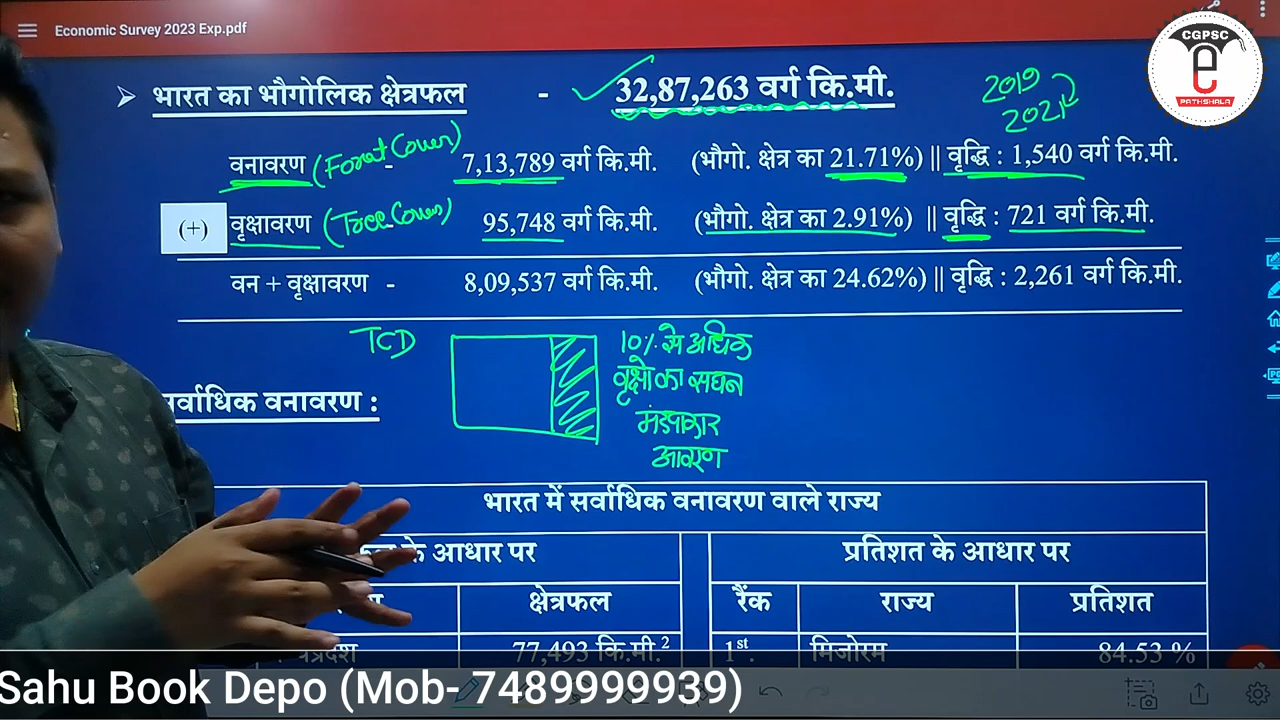 Economic Survey 2023 Exp.pdf
CGPSC
e
PATHSHALA
➤ भारत का भौगोलिक क्षेत्रफल - 32,87,263 वर्ग कि.मी.
2019
2021
वनावरण (Forest Cover) - 7,13,789 वर्ग कि.मी. (भौगो. क्षेत्र का 21.71%) || वृद्धि : 1,540 वर्ग कि.मी.
(+) वृक्षावरण (Tree Cover) - 95,748 वर्ग कि.मी. (भौगो. क्षेत्र का 2.91%) || वृद्धि : 721 वर्ग कि.मी.
वन + वृक्षावरण - 8,09,537 वर्ग कि.मी. (भौगो. क्षेत्र का 24.62%) || वृद्धि : 2,261 वर्ग कि.मी.
TCD
10% से अधिक
वृक्षो का सघन
आवरण
सर्वाधिक वनावरण :
भारत में सर्वाधिक वनावरण वाले राज्य
के आधार पर प्रतिशत के आधार पर
क्षेत्रफल रैंक राज्य प्रतिशत
77,493 कि.मी.² 1st. मिजोरम 84.53 %
Sahu Book Depo (Mob- 7489999939)